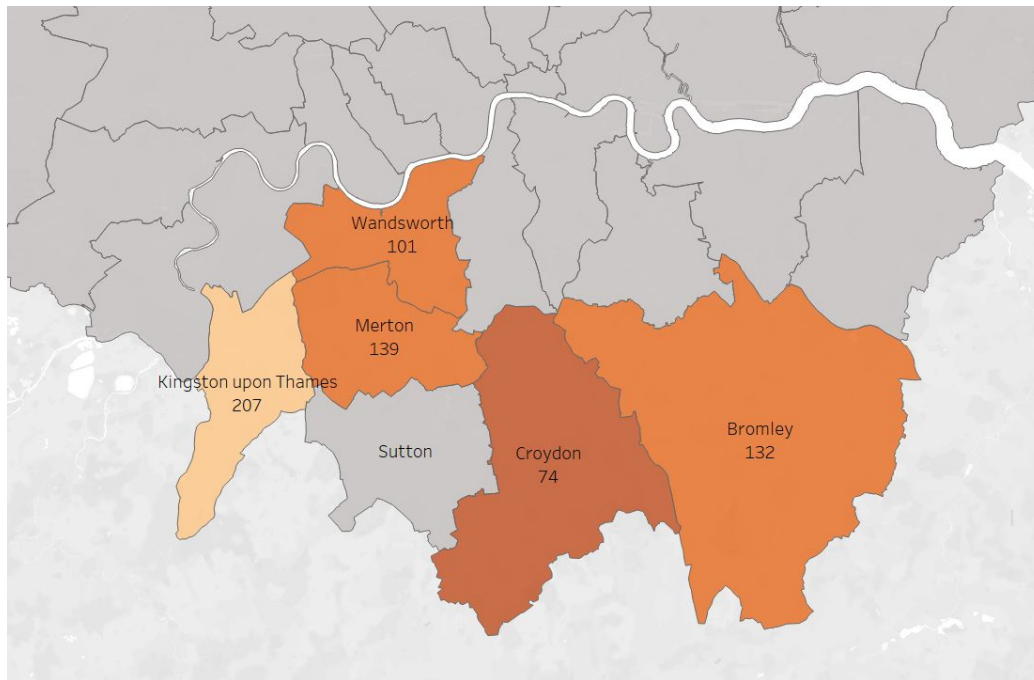 Wandsworth
101
Merton
139
Kingston upon Thames
207
Sutton
Croydon
74
Bromley
132